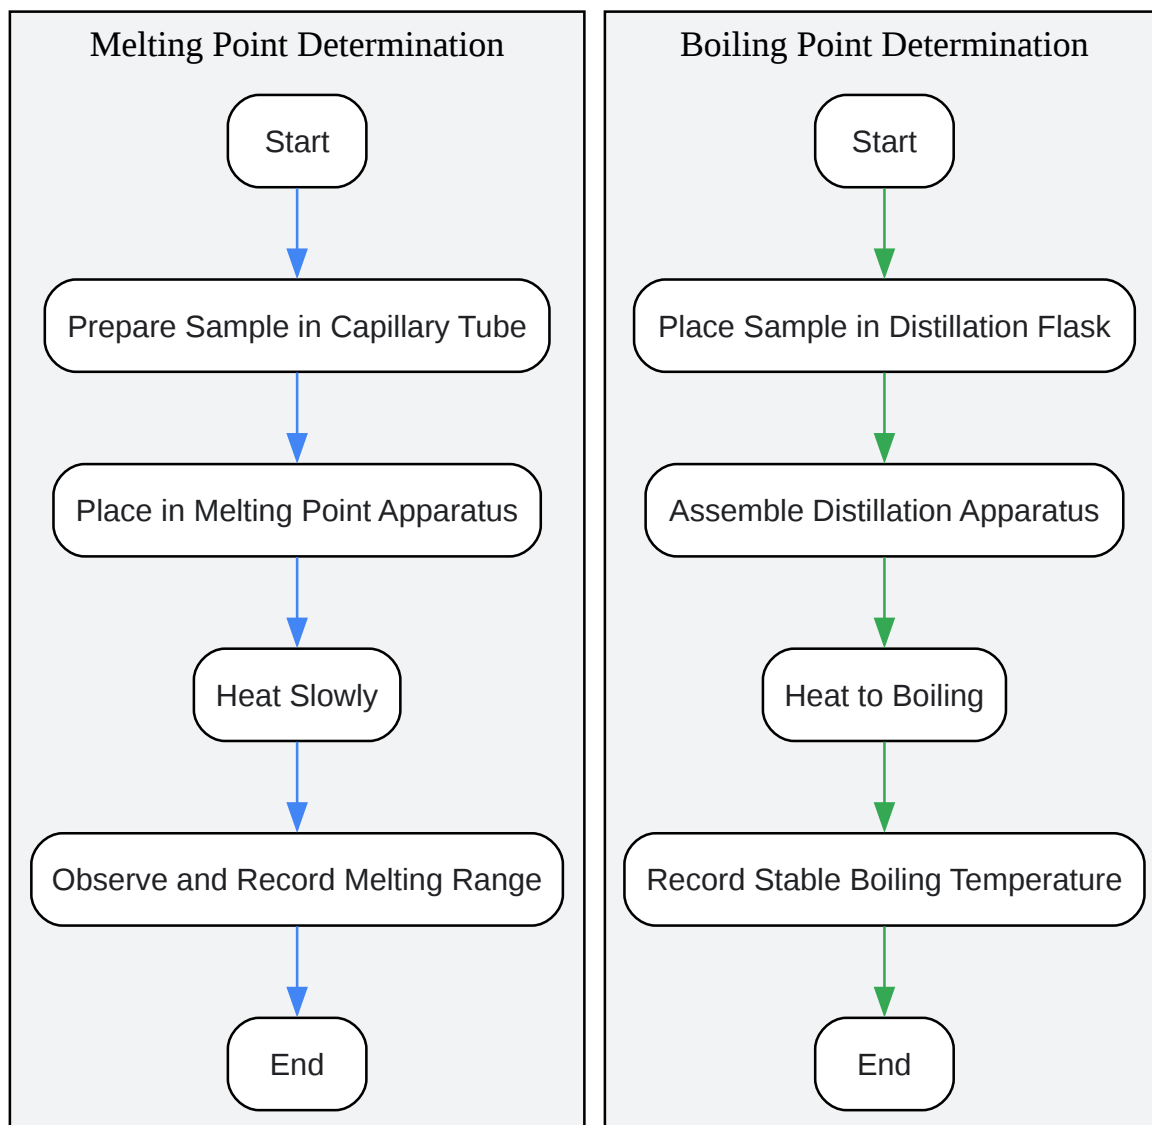 Melting Point Determination
Start
Prepare Sample in Capillary Tube
Place in Melting Point Apparatus
Heat Slowly
Observe and Record Melting Range
End
Boiling Point Determination
Start
Place Sample in Distillation Flask
Assemble Distillation Apparatus
Heat to Boiling
Record Stable Boiling Temperature
End